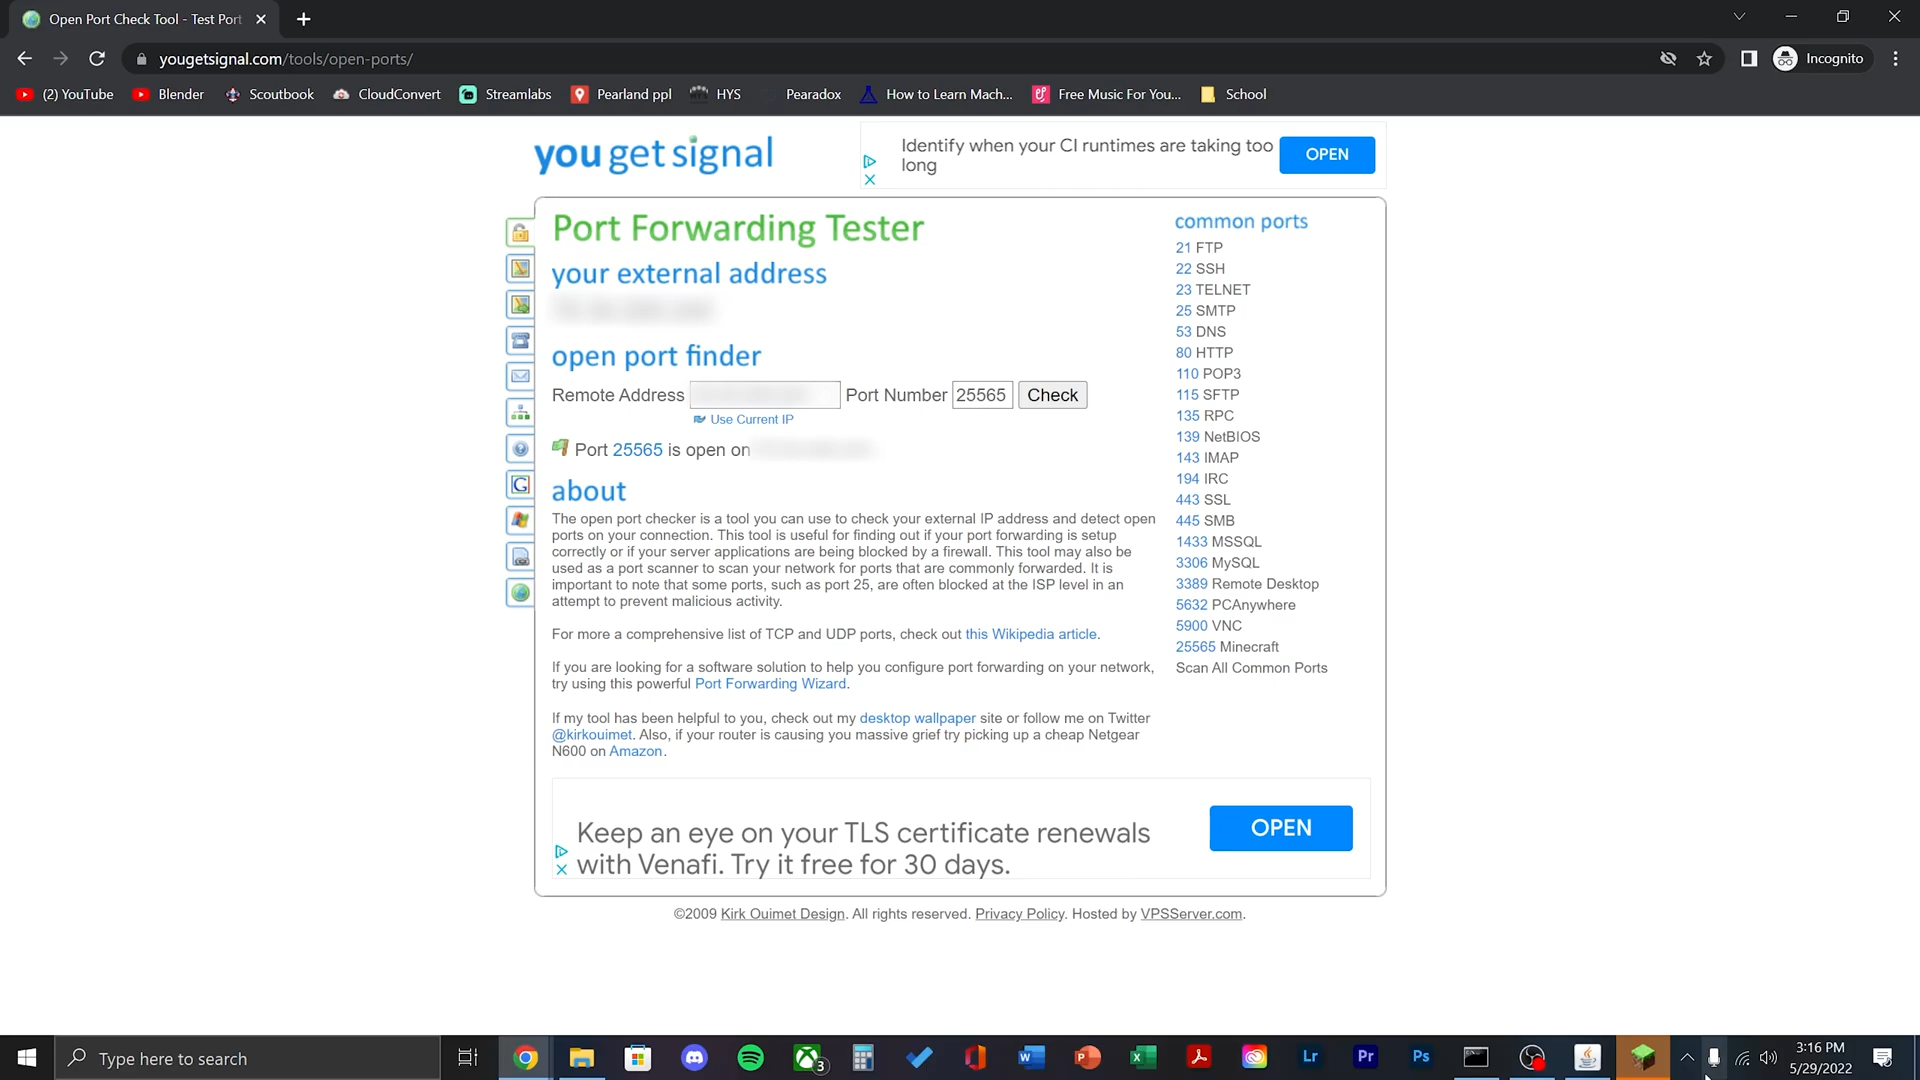 Open Port Check Tool - Test Port
yougetsignal.com/tools/open-ports/
Incognito
(2) YouTube Blender Scoutbook CloudConvert Streamlabs Pearland ppl HYS Pearadox How to Learn Mach... Free Music For You... School
you get signal
Identify when your CI runtimes are taking too
long
OPEN
Port Forwarding Tester
your external address
open port finder
Remote Address Port Number 25565 Check
Use Current IP
Port 25565 is open on
about
The open port checker is a tool you can use to check your external IP address and detect open
ports on your connection. This tool is useful for finding out if your port forwarding is setup
correctly or if your server applications are being blocked by a firewall. This tool may also be
used as a port scanner to scan your network for ports that are commonly forwarded. It is
important to note that some ports, such as port 25, are often blocked at the ISP level in an
attempt to prevent malicious activity.
For more a comprehensive list of TCP and UDP ports, check out this Wikipedia article.
If you are looking for a software solution to help you configure port forwarding on your network,
try using this powerful Port Forwarding Wizard.
If my tool has been helpful to you, check out my desktop wallpaper site or follow me on Twitter
@kirkouimet. Also, if your router is causing you massive grief try picking up a cheap Netgear
N600 on Amazon.
common ports
21 FTP
22 SSH
23 TELNET
25 SMTP
53 DNS
80 HTTP
110 POP3
115 SFTP
135 RPC
139 NetBIOS
143 IMAP
194 IRC
443 SSL
445 SMB
1433 MSSQL
3306 MySQL
3389 Remote Desktop
5632 PCAnywhere
5900 VNC
25565 Minecraft
Scan All Common Ports
Keep an eye on your TLS certificate renewals
with Venafi. Try it free for 30 days.
OPEN
©2009 Kirk Ouimet Design. All rights reserved. Privacy Policy. Hosted by VPSServer.com.
Type here to search
3
Lr
Pr
Ps
3:16 PM
5/29/2022